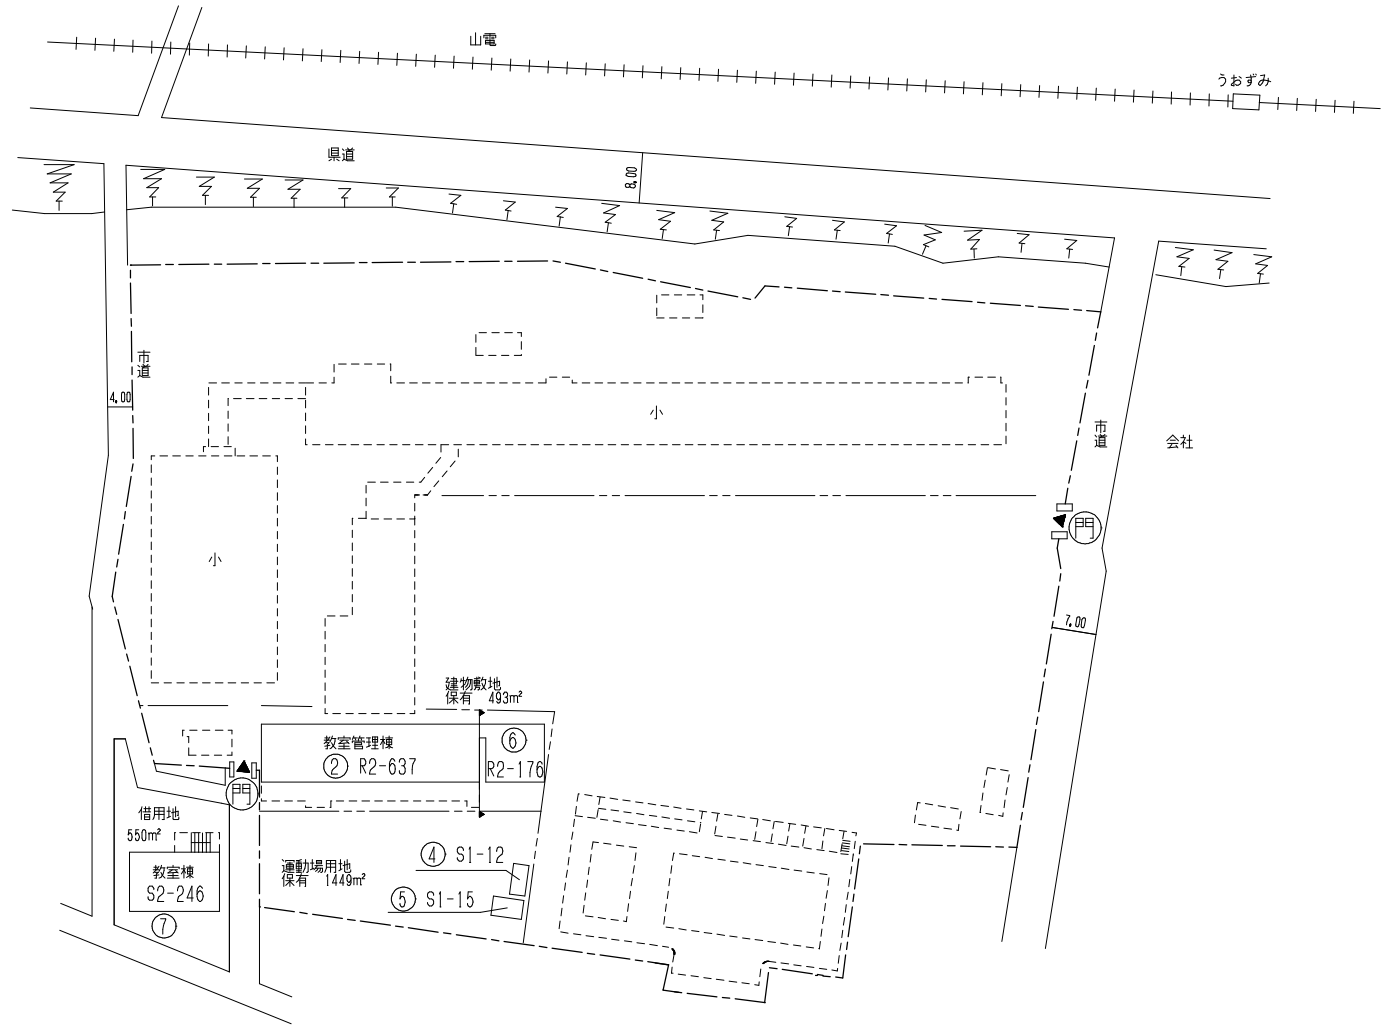 山電
うおずみ
県道
8.00
市道
4.00
小
市道
会社
門
小
7.00
建物敷地
保有 493m²
教室管理棟
② R2-637
⑥
R2-176
門
借用地
550m²
教室棟
S2-246
⑦
運動場用地
保有 1449m²
④ S1-12
⑤ S1-15